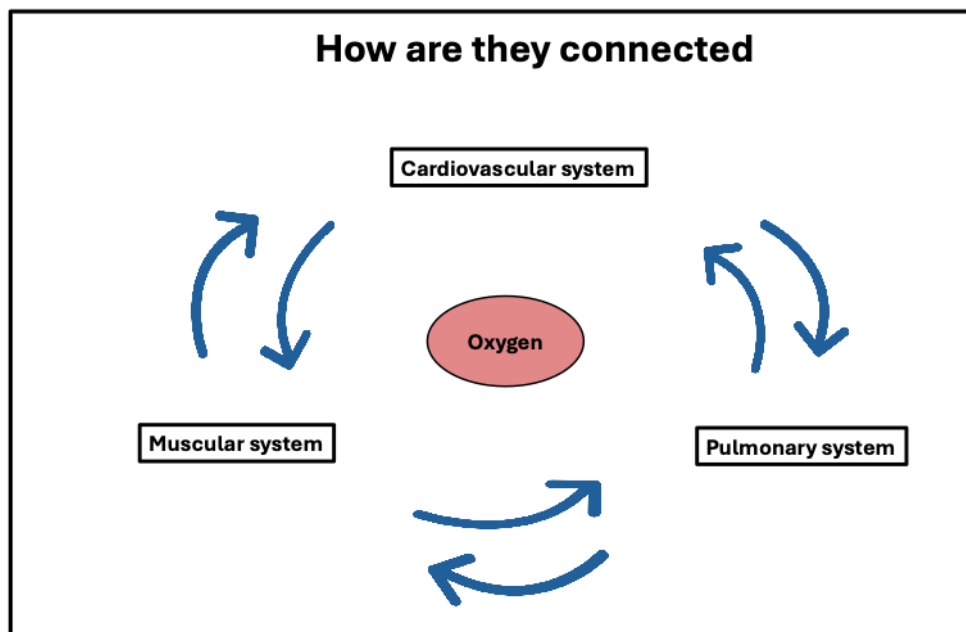 How are they connected
Cardiovascular system
Oxygen
Muscular system
Pulmonary system